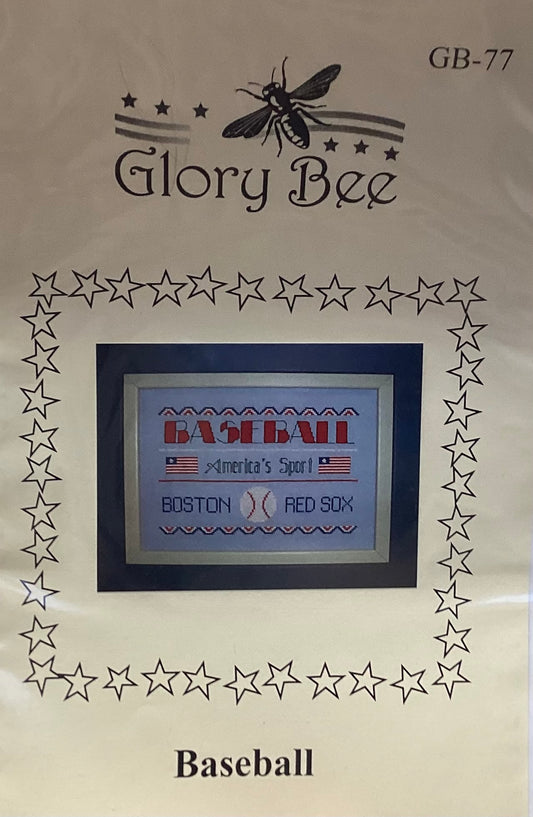 GB-77
Glory Bee
BASEBALL
America's Sport
BOSTON RED SOX
Baseball